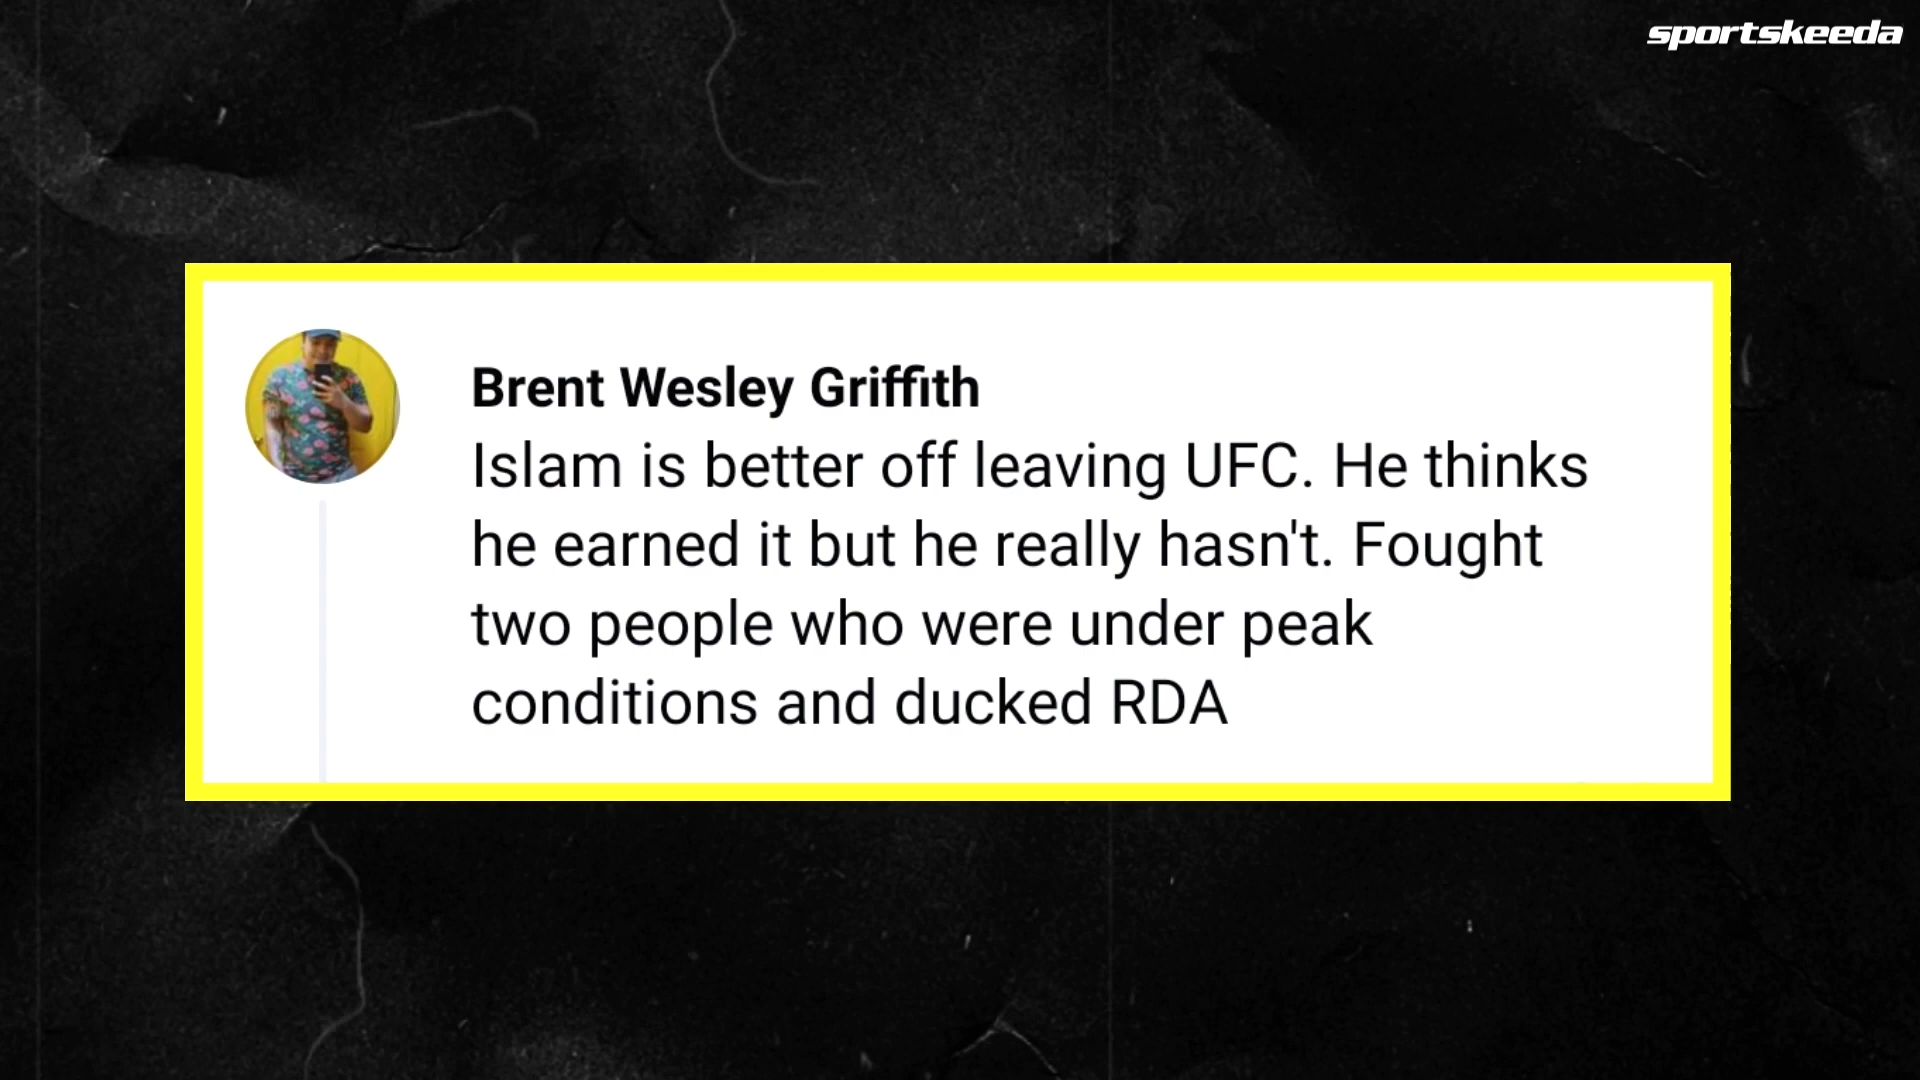 sportskeeda
Brent Wesley Griffith
Islam is better off leaving UFC. He thinks
he earned it but he really hasn't. Fought
two people who were under peak
conditions and ducked RDA